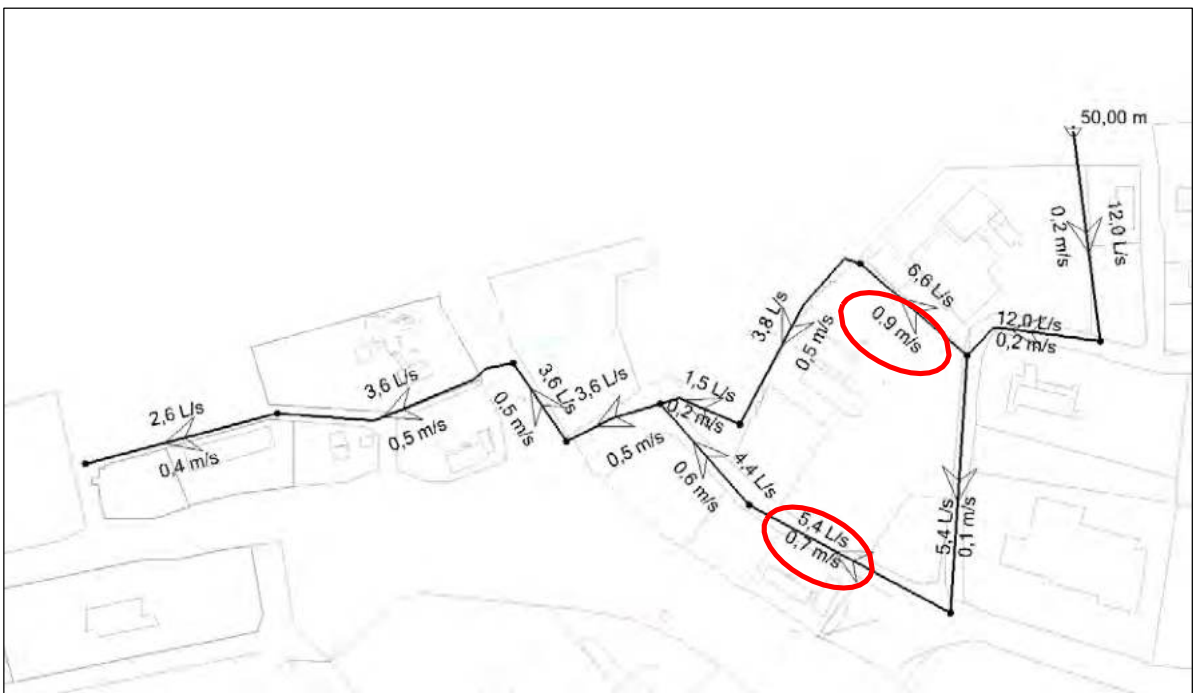 50,00 m
12,0 L/s
0,2 m/s
6,6 L/s
0,9 m/s
12,0 L/s
0,2 m/s
3,8 L/s
0,5 m/s
1,5 L/s
0,2 m/s
3,6 L/s
0,5 m/s
3,6 L/s
0,5 m/s
3,6 L/s
0,5 m/s
2,6 L/s
0,4 m/s
4,4 L/s
0,6 m/s
5,4 L/s
0,7 m/s
5,4 L/s
0,1 m/s